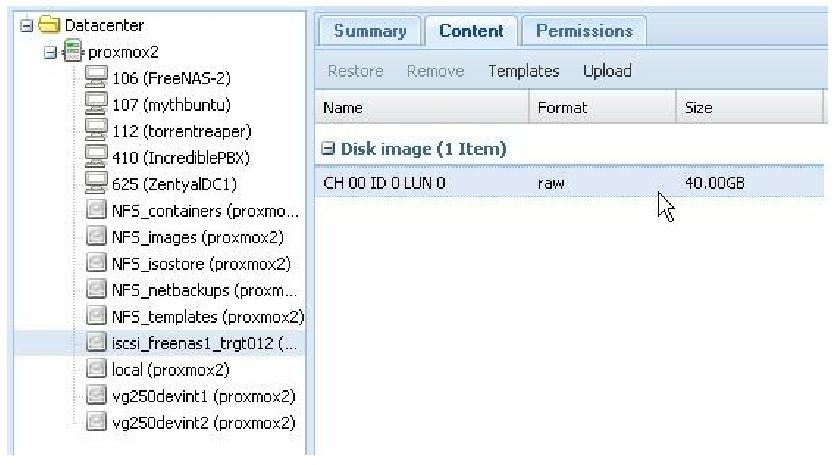 Datacenter
proxmox2
106 (FreeNAS-2)
107 (mythbuntu)
112 (torrentreaper)
410 (IncrediblePBX)
625 (ZentyalDC1)
NFS_containers (proxmo...
NFS_images (proxmox2)
NFS_isostore (proxmox2)
NFS_netbackups (proxm...
NFS_templates (proxmox2)
iscsi_freenas1_trgt012 (...
local (proxmox2)
vg250devint1 (proxmox2)
vg250devint2 (proxmox2)
Summary Content Permissions
Restore Remove Templates Upload
Name Format Size
Disk image (1 Item)
CH 00 ID 0 LUN 0 raw 40.00GB